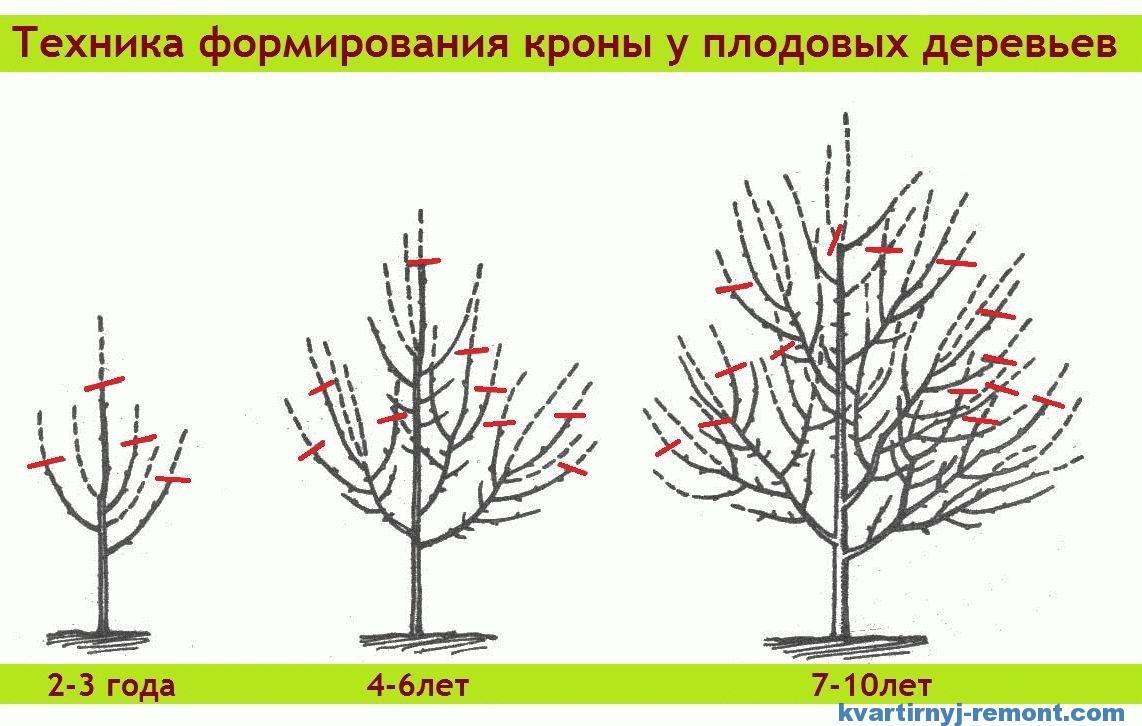 Техника формирования кроны у плодовых деревьев
2-3 года 4-6лет 7-10лет
kvartirnyj-remont.com